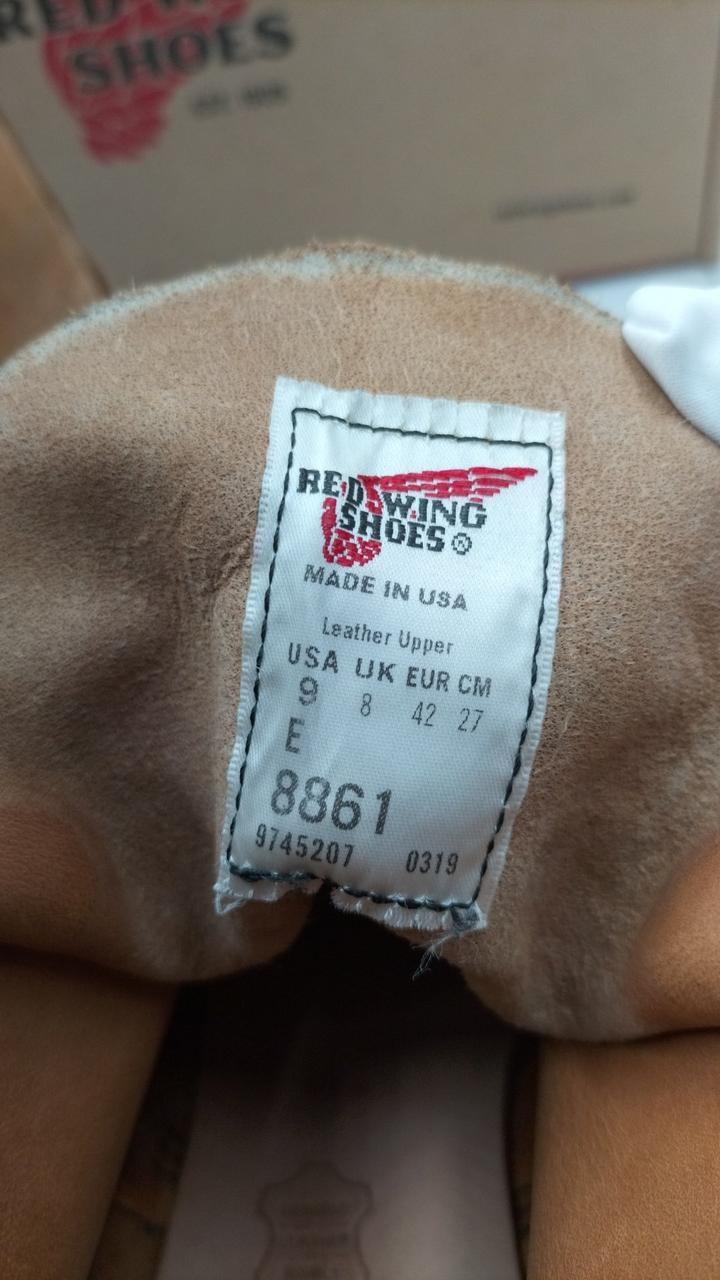 RED WING
SHOES
RED WING
SHOES®
MADE IN USA
Leather Upper
USA UK EUR CM
9 8 42 27
E
8861
9745207 0319